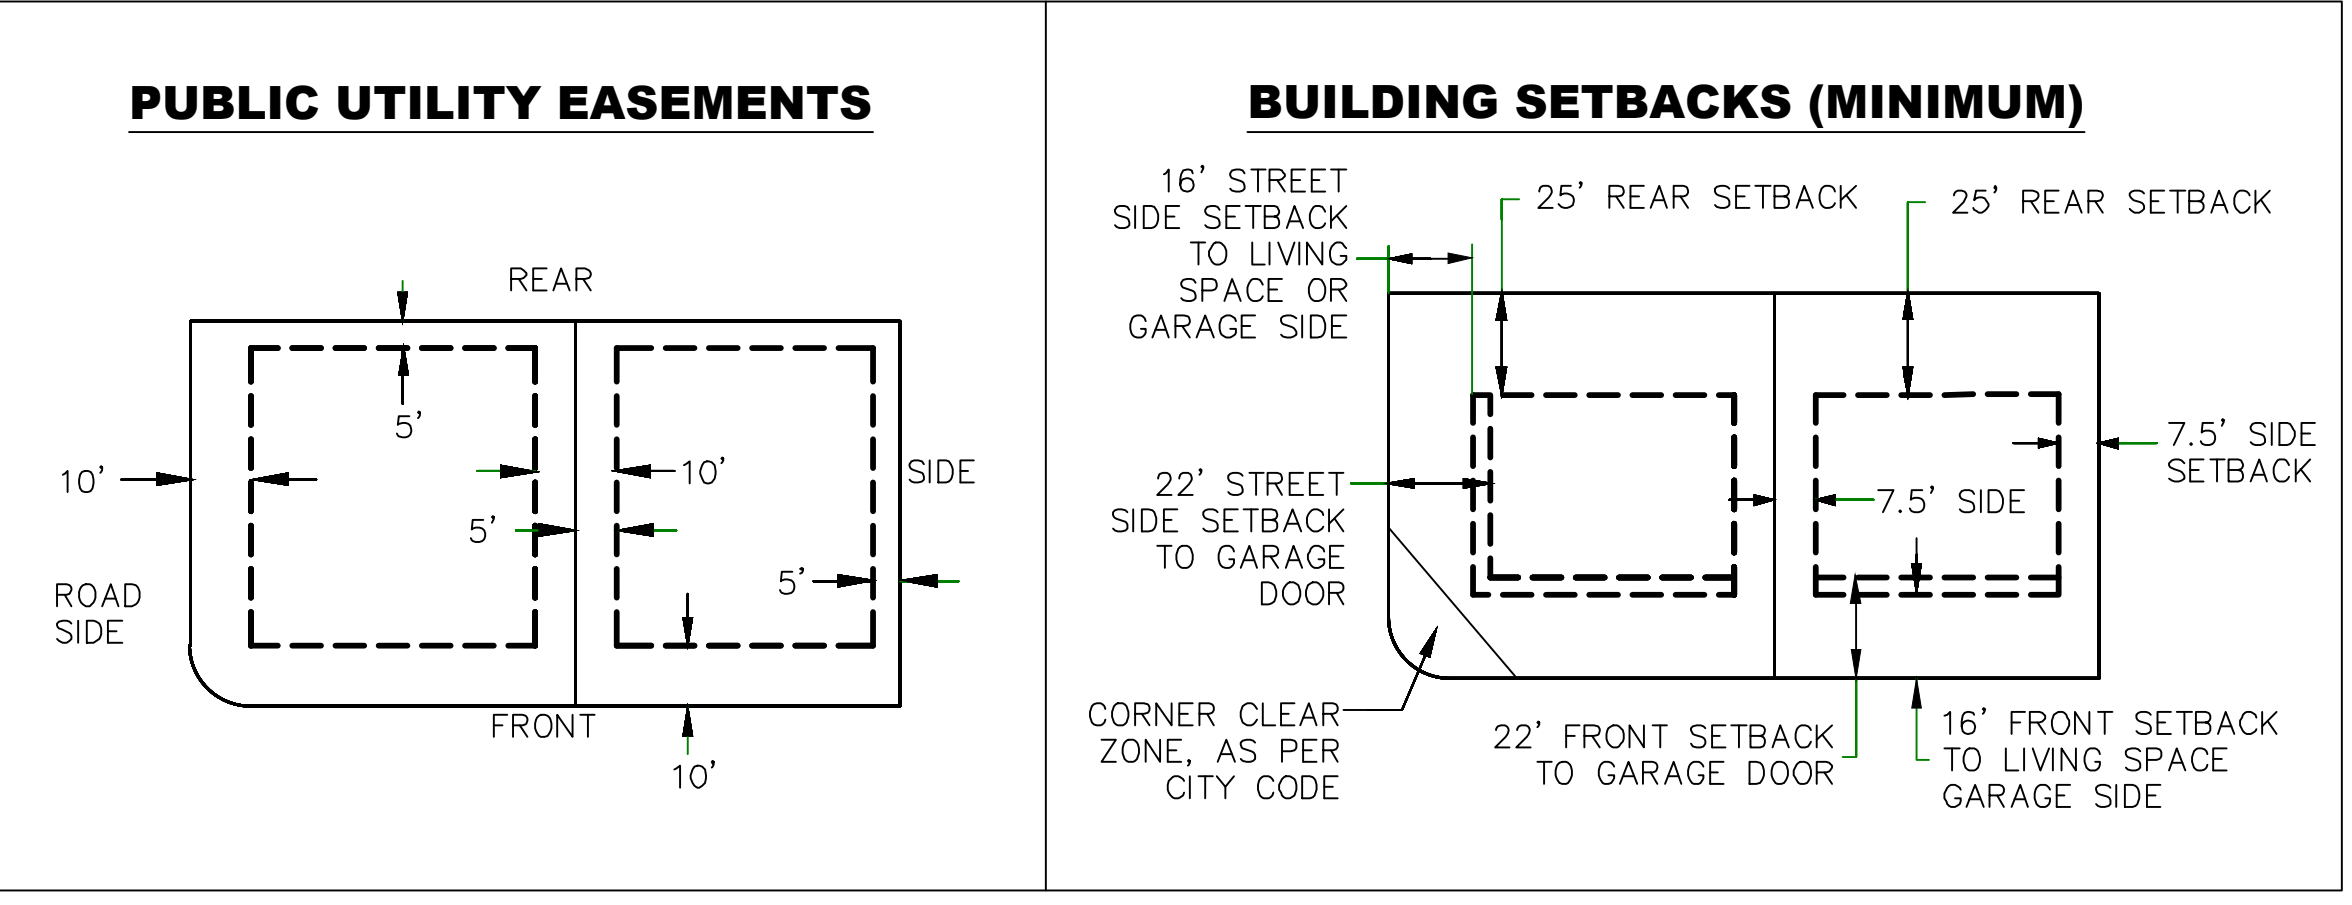 PUBLIC UTILITY EASEMENTS
REAR
5'
10'
10'
SIDE
5'
5'
ROAD
SIDE
FRONT
10'
BUILDING SETBACKS (MINIMUM)
16' STREET
SIDE SETBACK
TO LIVING
SPACE OR
GARAGE SIDE
25' REAR SETBACK
25' REAR SETBACK
7.5' SIDE
SETBACK
22' STREET
SIDE SETBACK
TO GARAGE
DOOR
7.5' SIDE
CORNER CLEAR
ZONE, AS PER
CITY CODE
22' FRONT SETBACK
TO GARAGE DOOR
16' FRONT SETBACK
TO LIVING SPACE
GARAGE SIDE